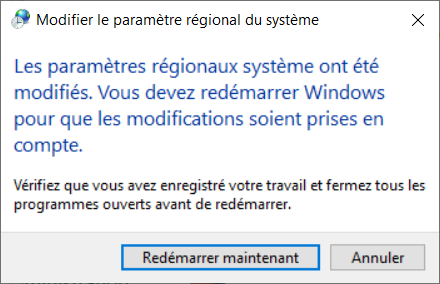 Modifier le paramètre régional du système
Les paramètres régionaux système ont été
modifiés. Vous devez redémarrer Windows
pour que les modifications soient prises en
compte.
Vérifiez que vous avez enregistré votre travail et fermez tous les
programmes ouverts avant de redémarrer.
Redémarrer maintenant
Annuler